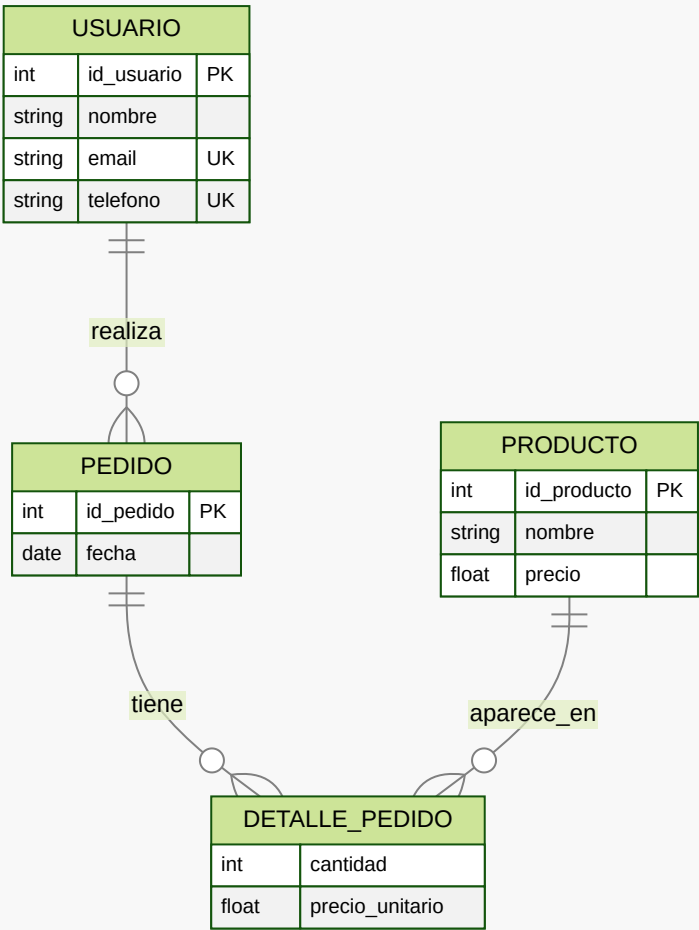 USUARIO
int id_usuario PK
string nombre
string email UK
string telefono UK
realiza
PEDIDO
int id_pedido PK
date fecha
PRODUCTO
int id_producto PK
string nombre
float precio
tiene
aparece_en
DETALLE_PEDIDO
int cantidad
float precio_unitario